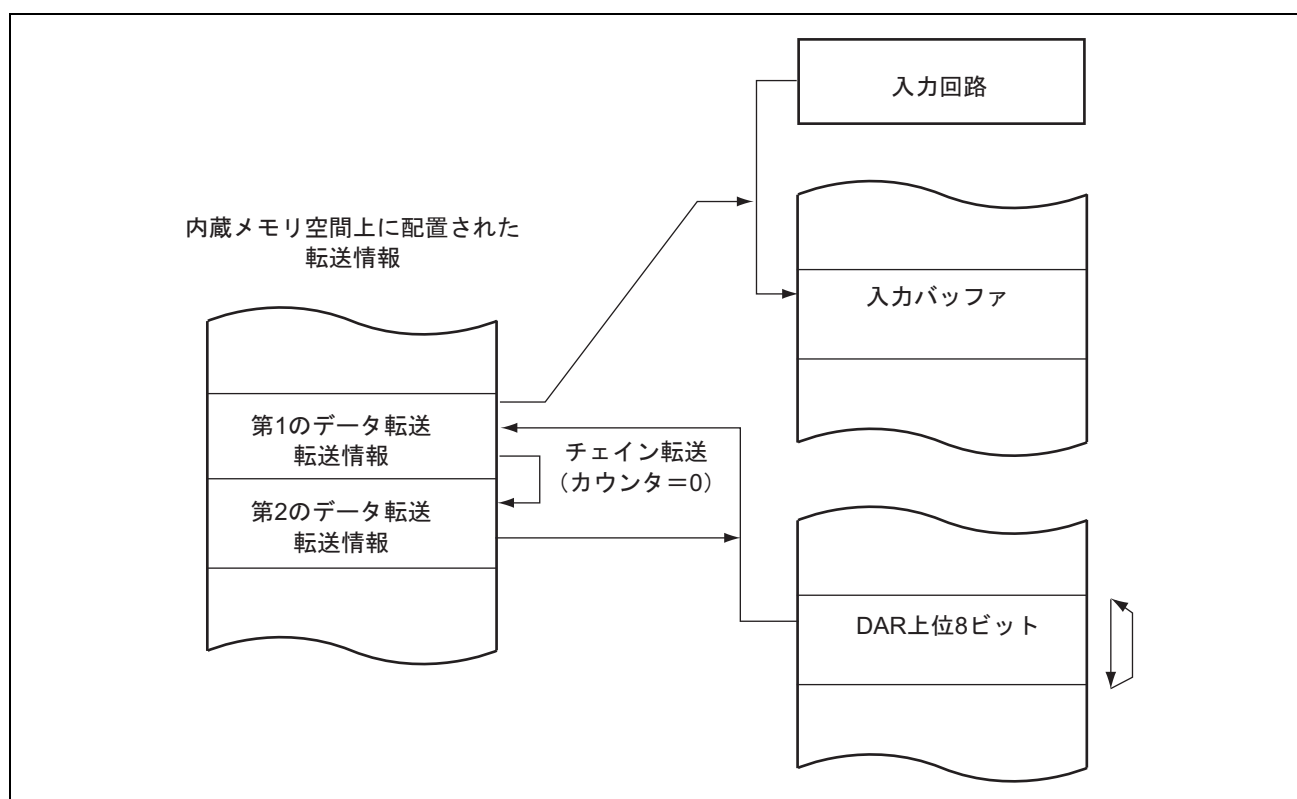 入力回路
内蔵メモリ空間上に配置された
転送情報
入力バッファ
第1のデータ転送
転送情報
チェイン転送
(カウンタ=0)
第2のデータ転送
転送情報
DAR上位8ビット